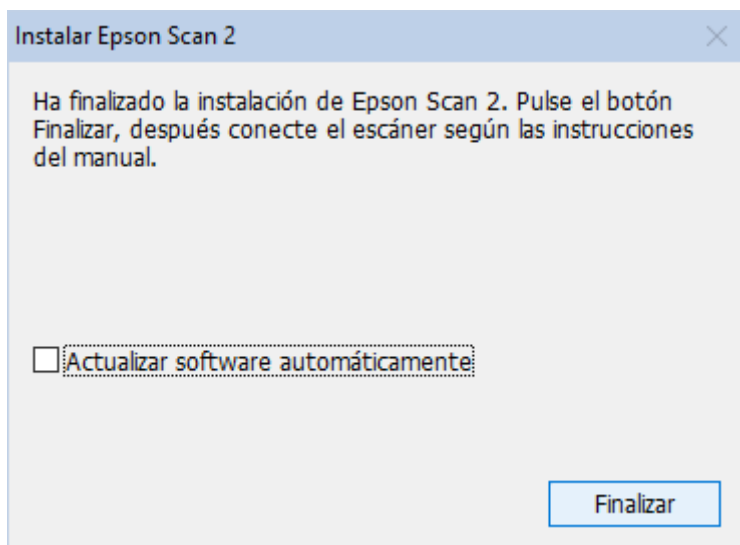 Instalar Epson Scan 2
Ha finalizado la instalación de Epson Scan 2. Pulse el botón
Finalizar, después conecte el escáner según las instrucciones
del manual.
Actualizar software automáticamente
Finalizar